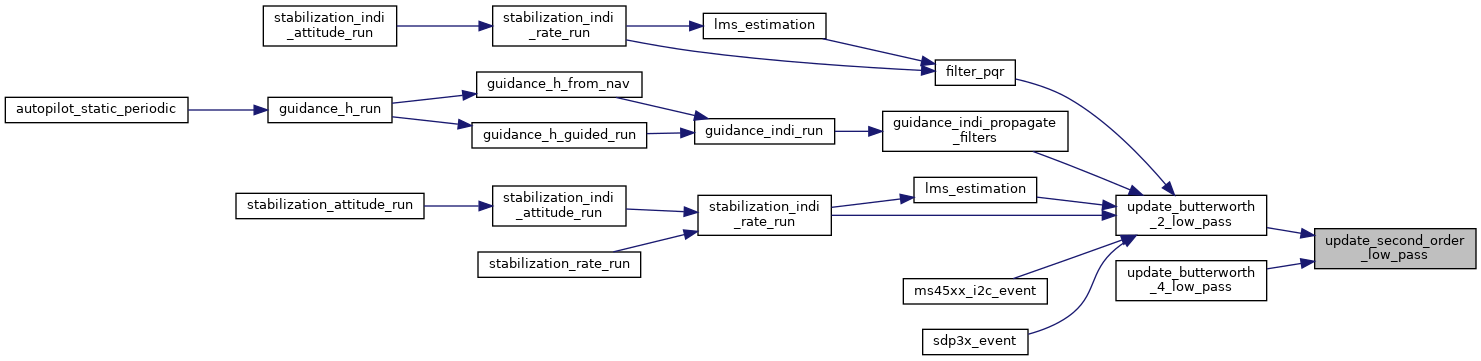 stabilization_indi
_attitude_run
stabilization_indi
_rate_run
lms_estimation
filter_pqr
guidance_h_from_nav
autopilot_static_periodic
guidance_h_run
guidance_h_guided_run
guidance_indi_run
guidance_indi_propagate
_filters
stabilization_attitude_run
stabilization_indi
_attitude_run
stabilization_indi
_rate_run
lms_estimation
update_butterworth
_2_low_pass
update_second_order
_low_pass
stabilization_rate_run
ms45xx_i2c_event
update_butterworth
_4_low_pass
sdp3x_event